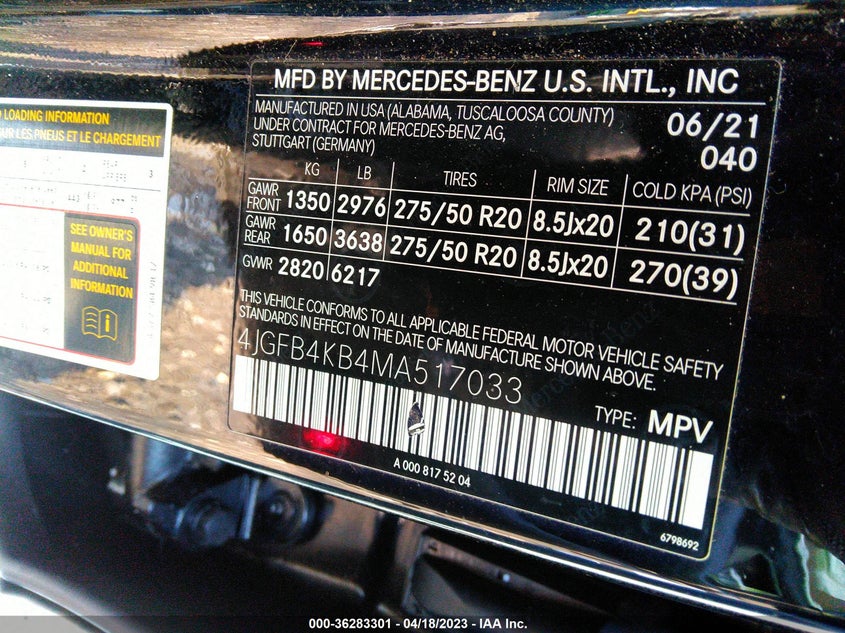 LOADING INFORMATION
SUR LES PNEUS ET LE CHARGEMENT
SEE OWNER'S
MANUAL FOR
ADDITIONAL
INFORMATION
MFD BY MERCEDES-BENZ U.S. INTL., INC
MANUFACTURED IN USA (ALABAMA, TUSCALOOSA COUNTY)
UNDER CONTRACT FOR MERCEDES-BENZ AG,
STUTTGART (GERMANY)
06/21
040
KG LB TIRES RIM SIZE COLD KPA (PSI)
GAWR FRONT 1350 2976 275/50 R20 8.5Jx20 210(31)
GAWR REAR 1650 3638 275/50 R20 8.5Jx20 270(39)
GVWR 2820 6217
THIS VEHICLE CONFORMS TO ALL APPLICABLE FEDERAL MOTOR VEHICLE SAFETY
STANDARDS IN EFFECT ON THE DATE OF MANUFACTURE SHOWN ABOVE.
4JGFB4KB4MA517033
TYPE: MPV
A 000 817 52 04
6798692
000-36283301 - 04/18/2023 - IAA Inc.